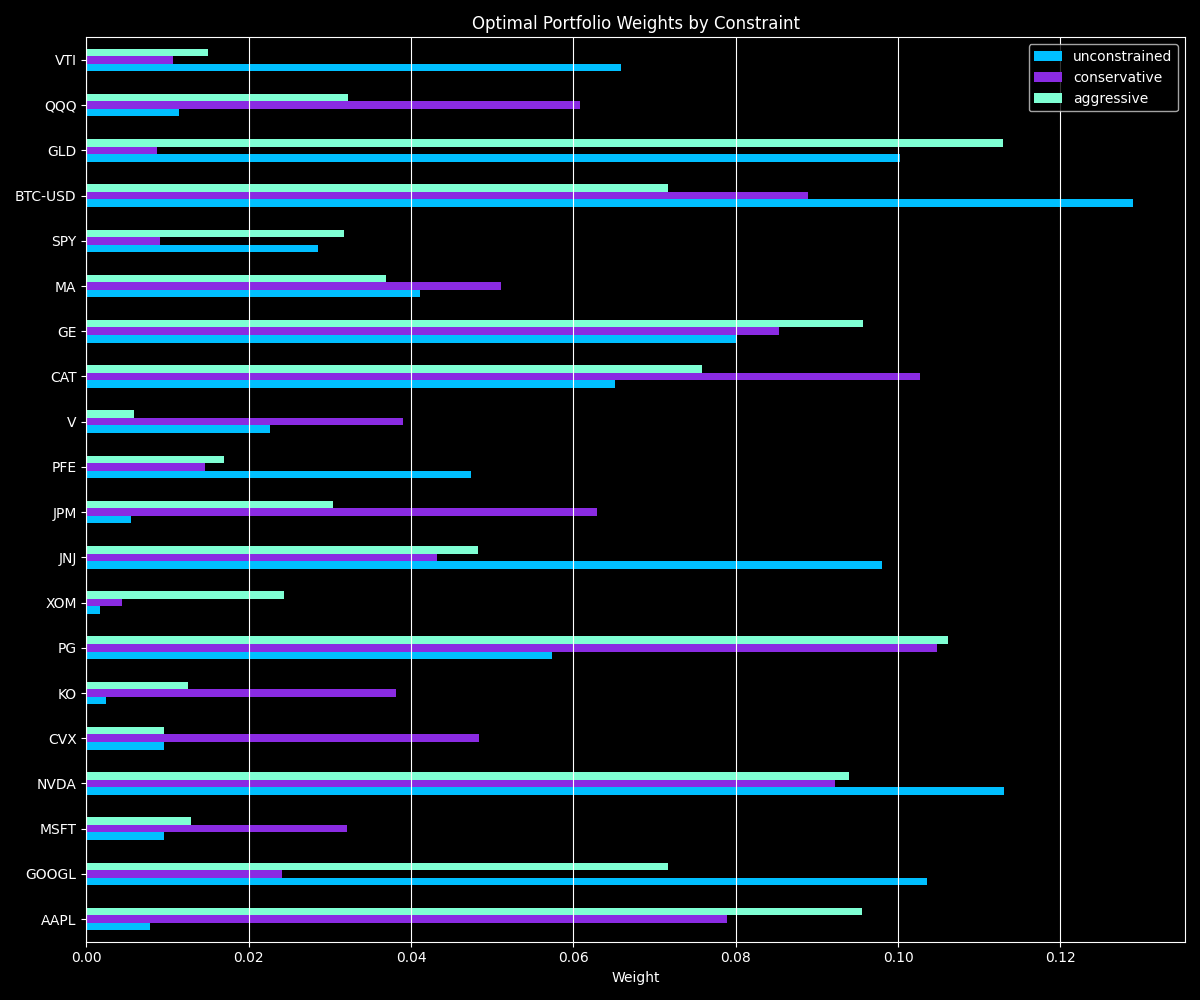 Optimal Portfolio Weights by Constraint
unconstrained
conservative
aggressive
VTI
QQQ
GLD
BTC-USD
SPY
MA
GE
CAT
V
PFE
JPM
JNJ
XOM
PG
KO
CVX
NVDA
MSFT
GOOGL
AAPL
0.00 0.02 0.04 0.06 0.08 0.10 0.12
Weight